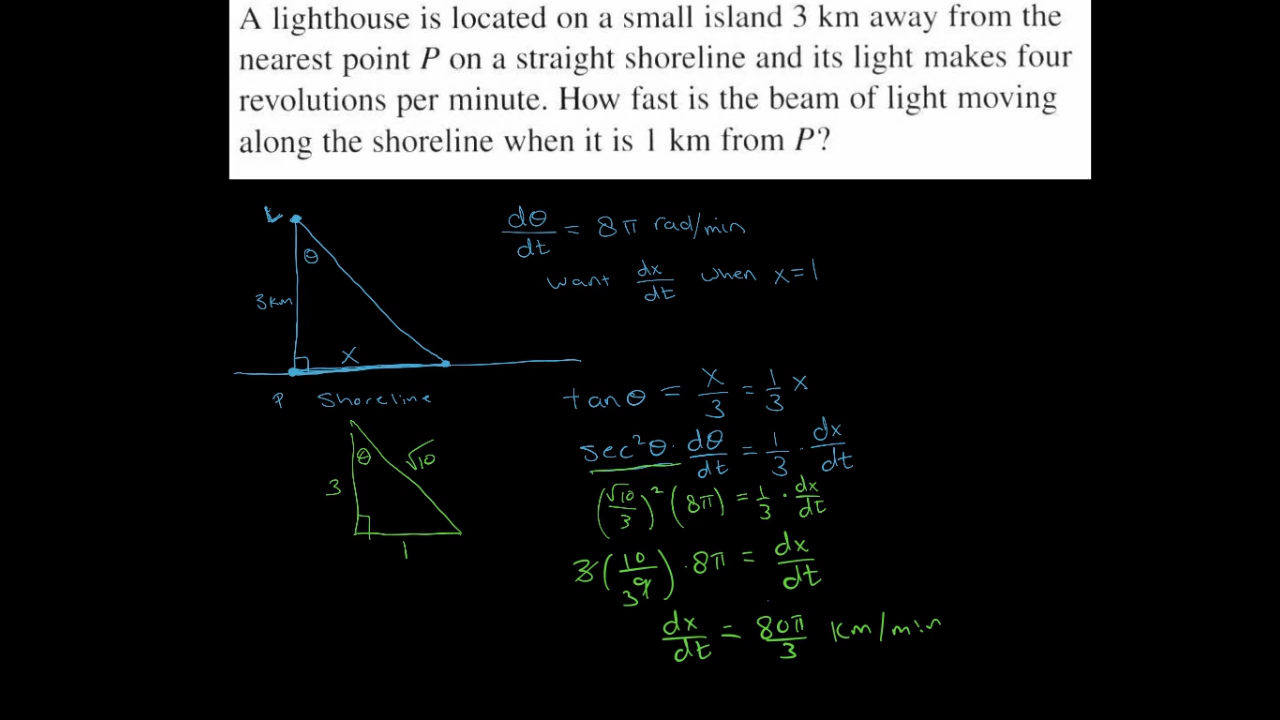 A lighthouse is located on a small island 3 km away from the
nearest point P on a straight shoreline and its light makes four
revolutions per minute. How fast is the beam of light moving
along the shoreline when it is 1 km from P?
L
θ
3km
x
P Shoreline
dθ/dt = 8π rad/min
want dx/dt when x=1
θ
√10
3
1
tanθ = x/3 = 1/3 x
sec²θ · dθ/dt = 1/3 · dx/dt
(√10/3)² (8π) = 1/3 · dx/dt
3(10/9) · 8π = dx/dt
3
dx/dt = 80π/3 km/min